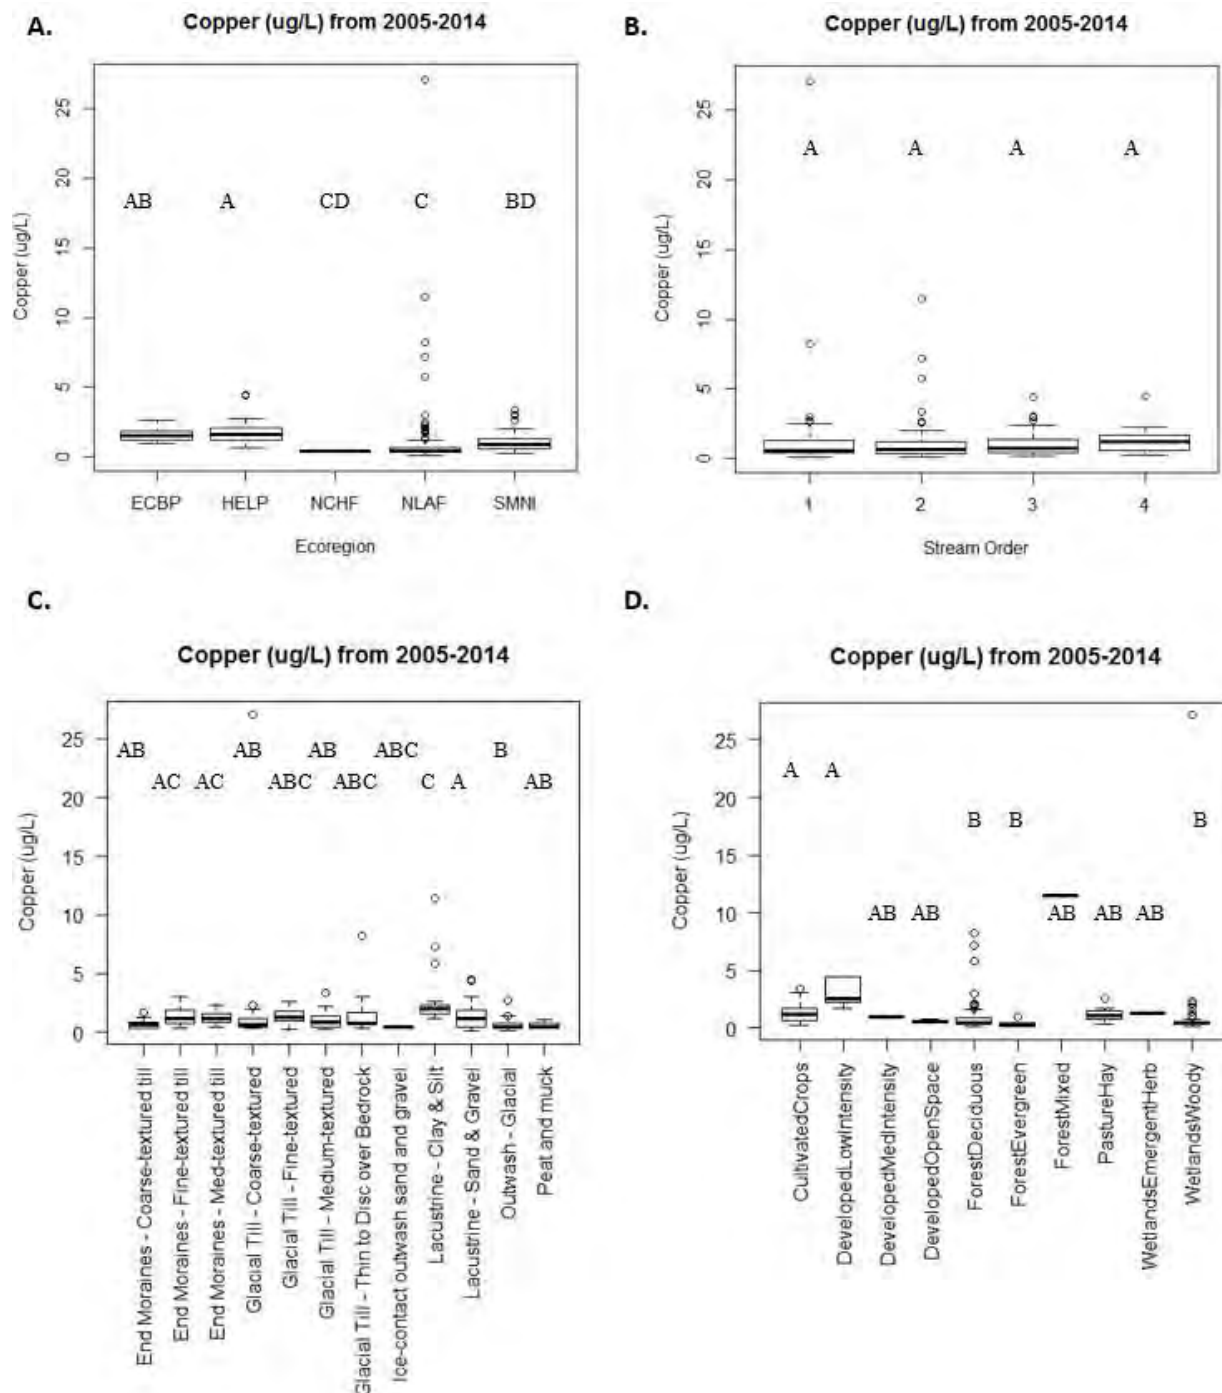 A.
Copper (ug/L) from 2005-2014
Copper (ug/L)
25
20
15
10
5
0
AB A CD C BD
ECBP HELP NCHF NLAF SMNI
Ecoregion
B.
Copper (ug/L) from 2005-2014
Copper (ug/L)
25
20
15
10
5
0
A A A A
1 2 3 4
Stream Order
C.
Copper (ug/L) from 2005-2014
Copper (ug/L)
25
20
15
10
5
0
AB AB AB ABC B
AC AC ABC ABC C A AB
End Moraines - Coarse-textured till
End Moraines - Fine-textured till
End Moraines - Med-textured till
Glacial Till - Coarse-textured
Glacial Till - Fine-textured
Glacial Till - Medium-textured
Glacial Till - Thin to Disc over Bedrock
Ice-contact outwash sand and gravel
Lacustrine - Clay & Silt
Lacustrine - Sand & Gravel
Outwash - Glacial
Peat and muck
D.
Copper (ug/L) from 2005-2014
Copper (ug/L)
25
20
15
10
5
0
A A
B B B
AB AB AB AB AB
CultivatedCrops
DevelopedLowIntensity
DevelopedMedIntensity
DevelopedOpenSpace
ForestDeciduous
ForestEvergreen
ForestMixed
PastureHay
WetlandsEmergentHerb
WetlandsWoody